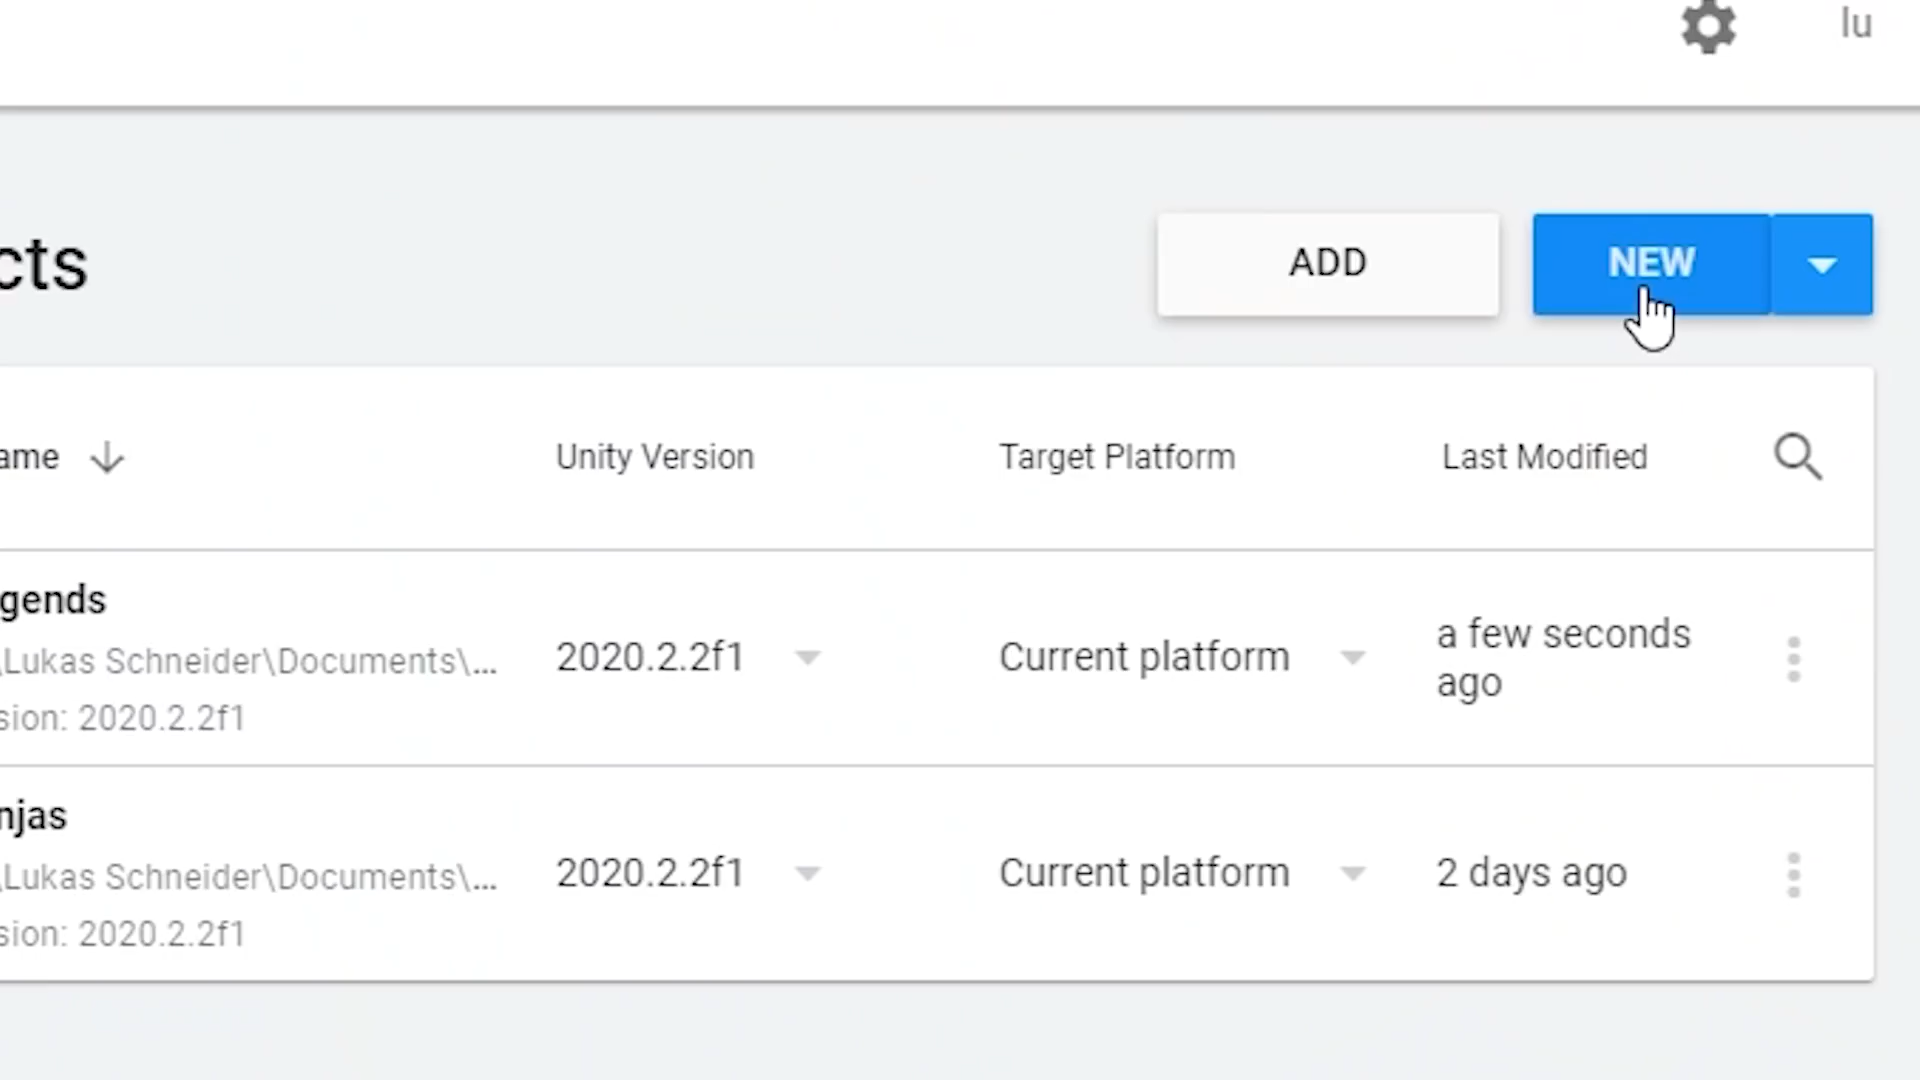 lu
cts
ADD
NEW
ame
Unity Version
Target Platform
Last Modified
gends
\Lukas Schneider\Documents\...
sion: 2020.2.2f1
2020.2.2f1
Current platform
a few seconds
ago
njas
\Lukas Schneider\Documents\...
sion: 2020.2.2f1
2020.2.2f1
Current platform
2 days ago